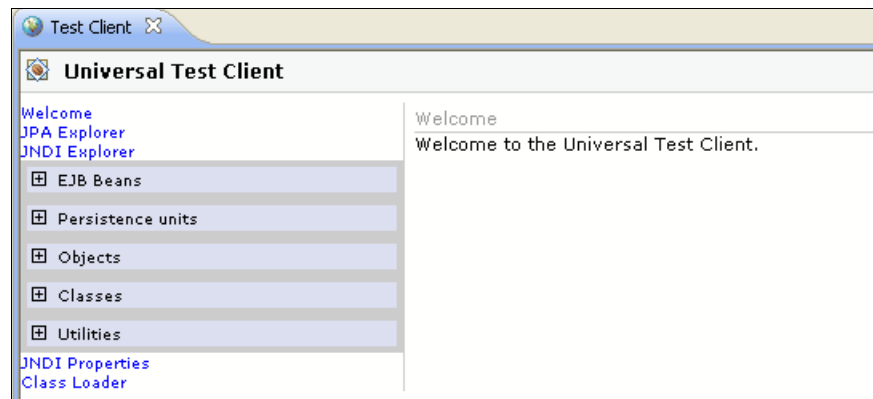 Test Client
Universal Test Client
Welcome
JPA Explorer
JNDI Explorer
EJB Beans
Persistence units
Objects
Classes
Utilities
JNDI Properties
Class Loader
Welcome
Welcome to the Universal Test Client.